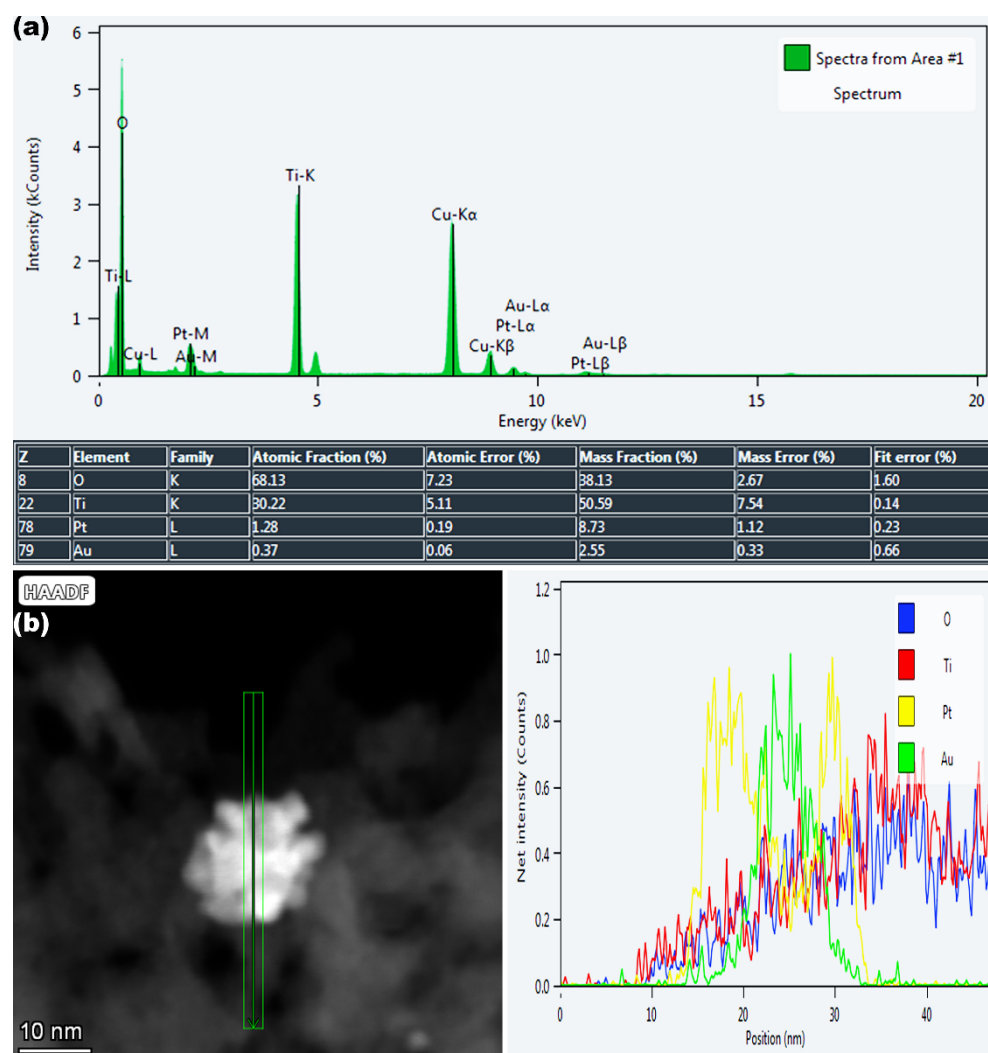 (a)
6
5
4
3
2
1
0
Intensity (kCounts)
Spectra from Area #1
Spectrum
O
Ti-L
Cu-L
Pt-M
Au-M
Ti-K
Cu-Kα
Au-Lα
Pt-Lα
Cu-Kβ
Au-Lβ
Pt-Lβ
0 5 10 15 20
Energy (keV)
Z Element Family Atomic Fraction (%) Atomic Error (%) Mass Fraction (%) Mass Error (%) Fit error (%)
8 O K 68.13 7.23 38.13 2.67 1.60
22 Ti K 30.22 5.11 50.59 7.54 0.14
78 Pt L 1.28 0.19 8.73 1.12 0.23
79 Au L 0.37 0.06 2.55 0.33 0.66
HAADF
(b)
10 nm
1.2
1.0
0.8
0.6
0.4
0.2
0.0
Net intensity (Counts)
O
Ti
Pt
Au
0 10 20 30 40
Position (nm)